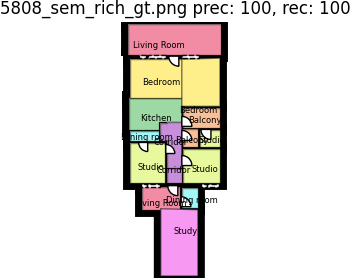 5808_sem_rich_gt.png prec: 100, rec: 100
Living Room
Bedroom
Bedroom
Kitchen
Balcony
Dining room
Corridor
Balcony
Studio
Studio
Corridor
Studio
Living Room
Dining room
Study